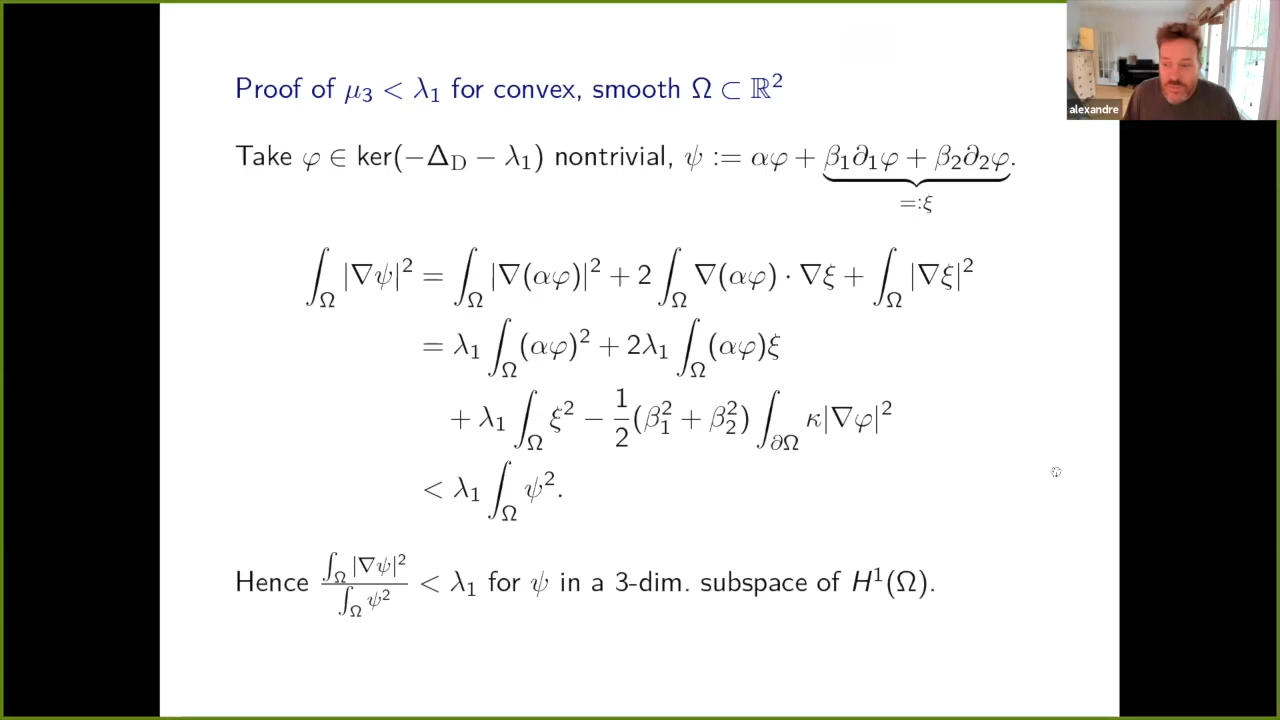 Proof of μ₃ < λ₁ for convex, smooth Ω ⊂ ℝ²
Take φ ∈ ker(−Δ_D − λ₁) nontrivial, ψ := αφ + β₁∂₁φ + β₂∂₂φ.
=:ξ
∫_Ω |∇ψ|² = ∫_Ω |∇(αφ)|² + 2 ∫_Ω ∇(αφ) · ∇ξ + ∫_Ω |∇ξ|²
= λ₁ ∫_Ω (αφ)² + 2λ₁ ∫_Ω (αφ)ξ
+ λ₁ ∫_Ω ξ² − 1/2 (β₁² + β₂²) ∫_∂Ω κ|∇φ|²
< λ₁ ∫_Ω ψ².
Hence ∫_Ω |∇ψ|² / ∫_Ω ψ² < λ₁ for ψ in a 3-dim. subspace of H¹(Ω).
alexandre